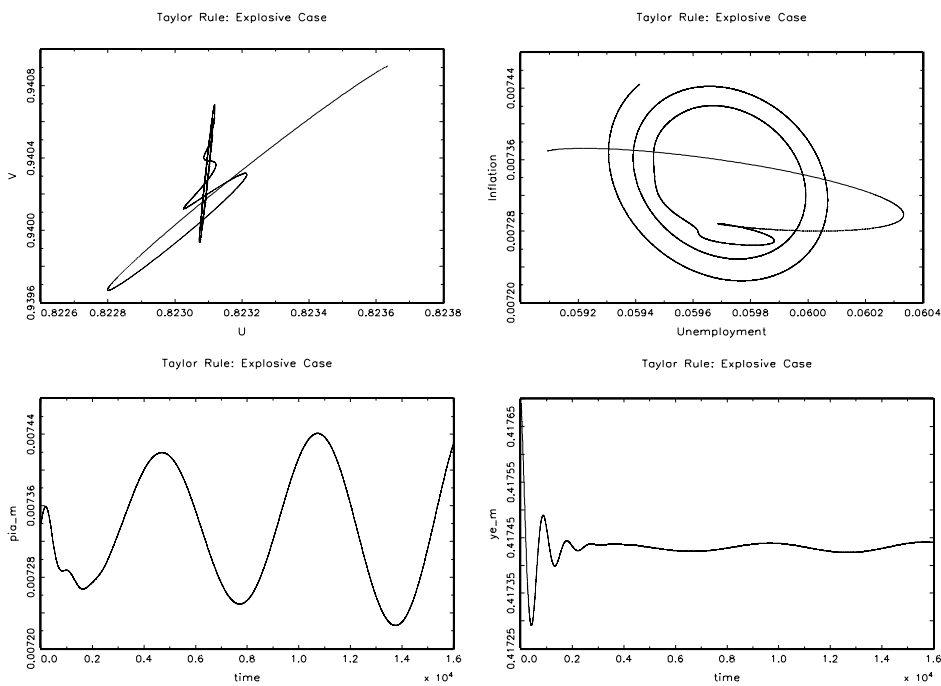 Taylor Rule: Explosive Case
V
0.9408
0.9404
0.9400
0.9396
0.8226 0.8228 0.8230 0.8232 0.8234 0.8236 0.8238
U
Taylor Rule: Explosive Case
Inflation
0.00744
0.00736
0.00728
0.00720
0.0592 0.0594 0.0596 0.0598 0.0600 0.0602 0.0604
Unemployment
Taylor Rule: Explosive Case
pia_m
0.00744
0.00736
0.00728
0.00720
0.0 0.2 0.4 0.6 0.8 1.0 1.2 1.4 1.6
time
× 10⁴
Taylor Rule: Explosive Case
ye_m
0.41765
0.41755
0.41745
0.41735
0.41725
0.0 0.2 0.4 0.6 0.8 1.0 1.2 1.4 1.6
time
× 10⁴